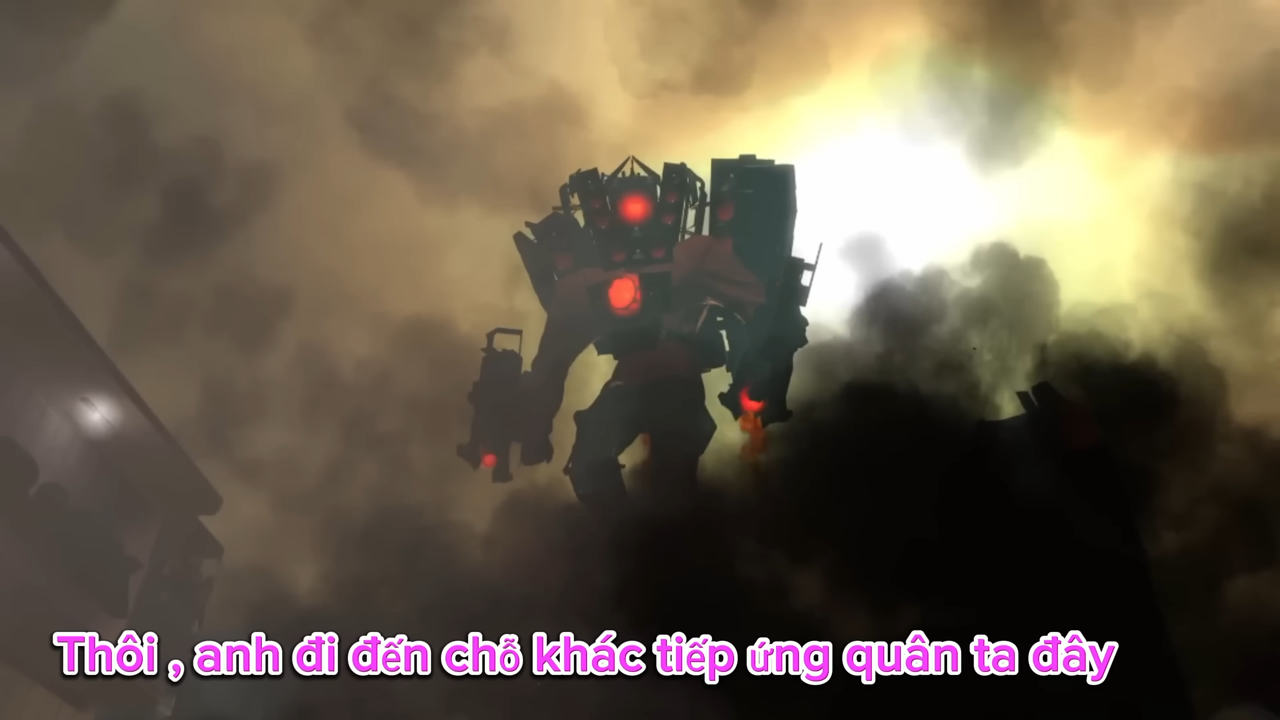 Thôi , anh đi đến chỗ khác tiếp ứng quân ta đây